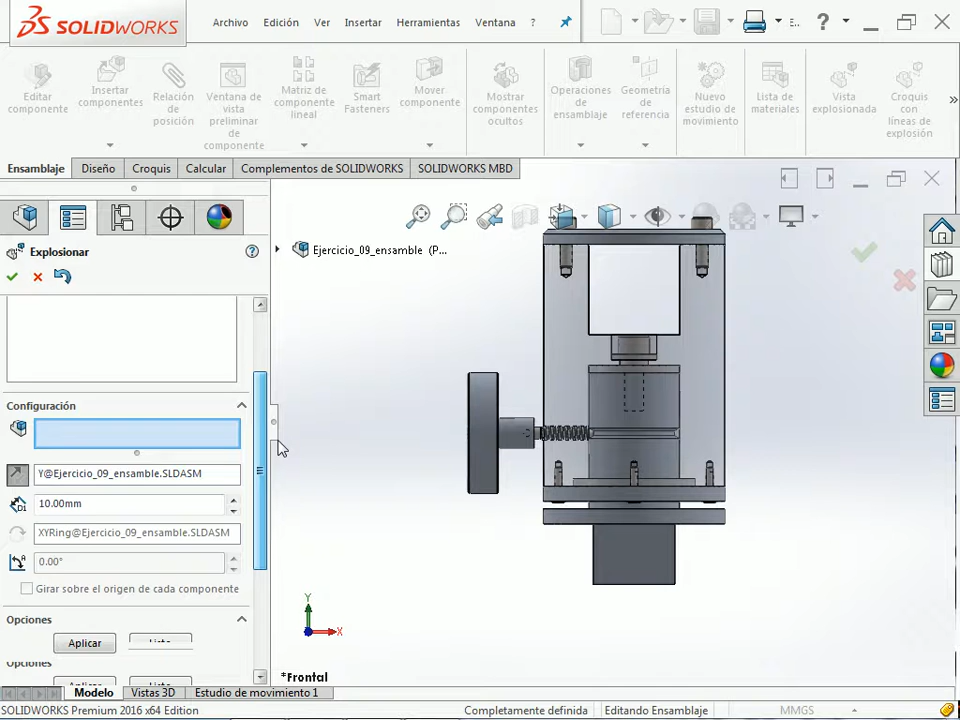 SOLIDWORKS
Archivo Edición Ver Insertar Herramientas Ventana ?
E.. ?
Editar componente
Insertar componentes
Relación de posición
Ventana de vista preliminar de componente
Matriz de componente lineal
Smart Fasteners
Mover componente
Mostrar componentes ocultos
Operaciones de ensamblaje
Geometría de referencia
Nuevo estudio de movimiento
Lista de materiales
Vista explosionada
Croquis con líneas de explosión
»
Ensamblaje Diseño Croquis Calcular Complementos de SOLIDWORKS SOLIDWORKS MBD
Explosionar
?
Ejercicio_09_ensamble (P...
Configuración
Y@Ejercicio_09_ensamble.SLDASM
D1
10.00mm
XYRing@Ejercicio_09_ensamble.SLDASM
A
0.00°
Girar sobre el origen de cada componente
Opciones
Aplicar
Opciones
Y
X
*Frontal
Modelo Vistas 3D Estudio de movimiento 1
SOLIDWORKS Premium 2016 x64 Edition Completamente definida Editando Ensamblaje MMGS